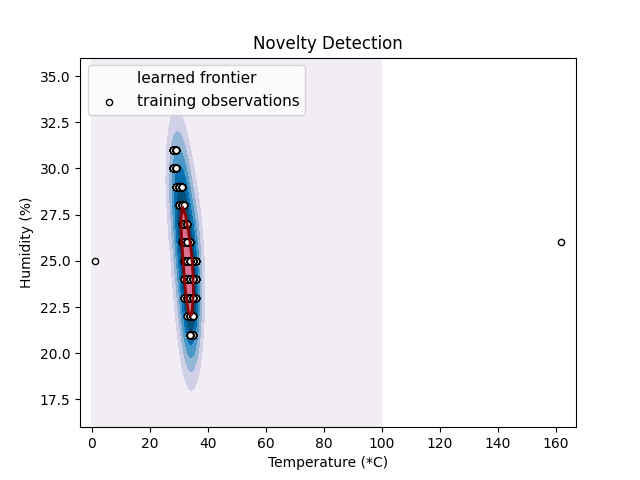 Novelty Detection
learned frontier
training observations
35.0
32.5
30.0
27.5
25.0
22.5
20.0
17.5
Humidity (%)
0 20 40 60 80 100 120 140 160
Temperature (*C)